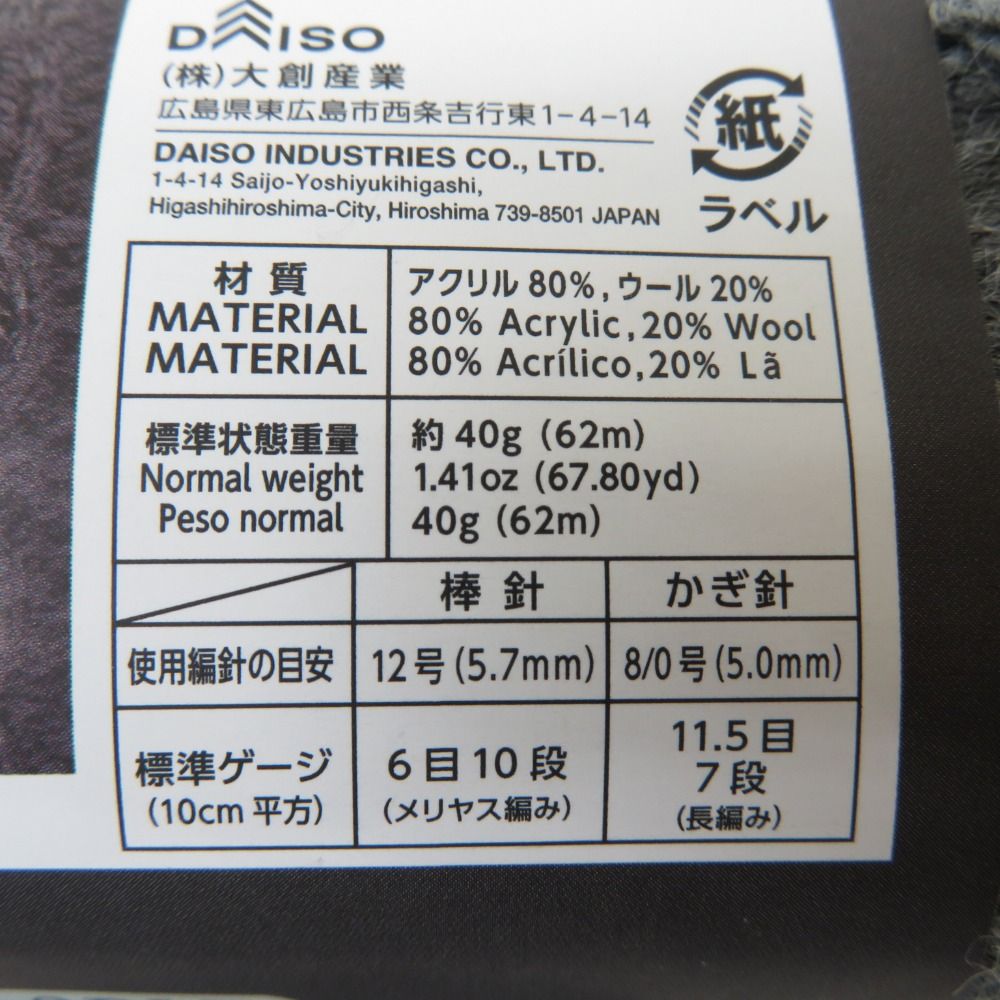 DAISO
(株)大創産業
広島県東広島市西条吉行東1-4-14
DAISO INDUSTRIES CO., LTD.
1-4-14 Saijo-Yoshiyukihigashi,
Higashihiroshima-City, Hiroshima 739-8501 JAPAN
紙
ラベル
材質
MATERIAL
MATERIAL
アクリル 80%, ウール 20%
80% Acrylic, 20% Wool
80% Acrílico, 20% Lã
標準状態重量
Normal weight
Peso normal
約 40g (62m)
1.41oz (67.80yd)
40g (62m)
棒針
かぎ針
使用編針の目安
12号(5.7mm)
8/0号(5.0mm)
標準ゲージ
(10cm 平方)
6目10段
(メリヤス編み)
11.5目
7段
(長編み)